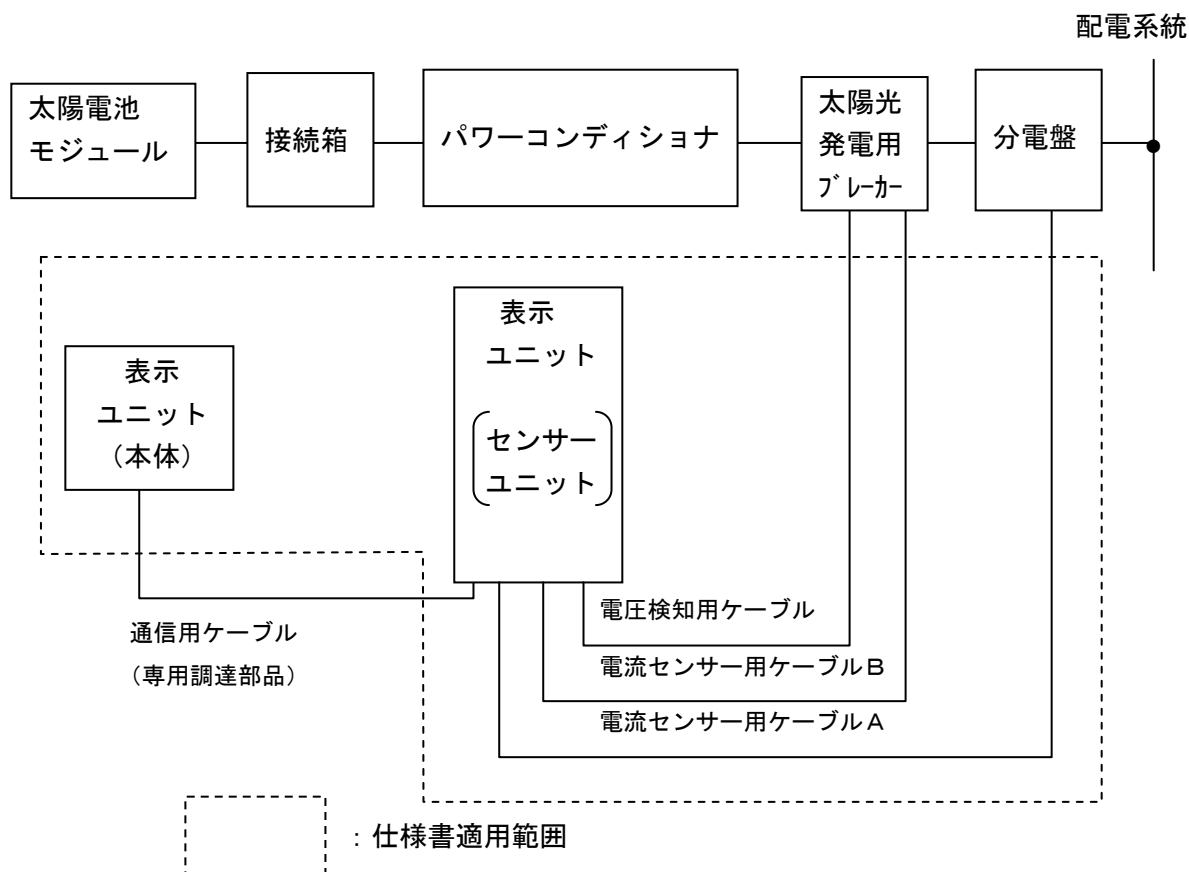 配電系統
太陽電池
モジュール
接続箱
パワーコンディショナ
太陽光
発電用
ﾌﾞﾚｰｶｰ
分電盤
表示
ユニット
(本体)
表示
ユニット
センサー
ユニット
通信用ケーブル
(専用調達部品)
電圧検知用ケーブル
電流センサー用ケーブルB
電流センサー用ケーブルA
:仕様書適用範囲